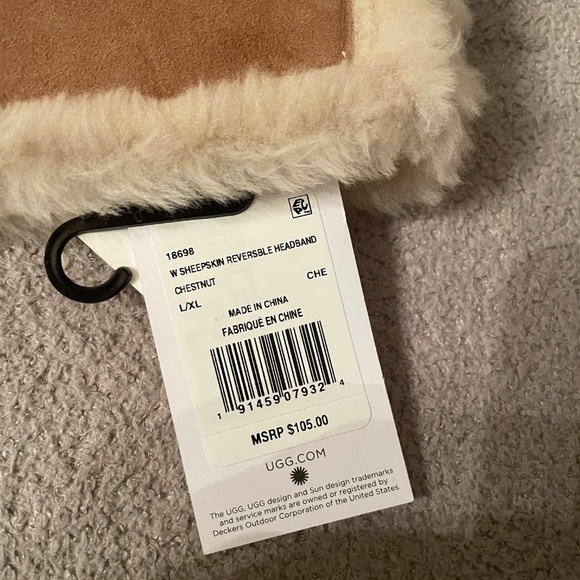 18698
W SHEEPSKIN REVERSBLE HEADBAND
CHESTNUT CHE
L/XL
MADE IN CHINA
FABRIQUÉ EN CHINE
1 91459 07932 4
MSRP $105.00
UGG.COM
The UGG, UGG design and Sun design trademarks
and service marks are owned or registered by
Deckers Outdoor Corporation of the United States.